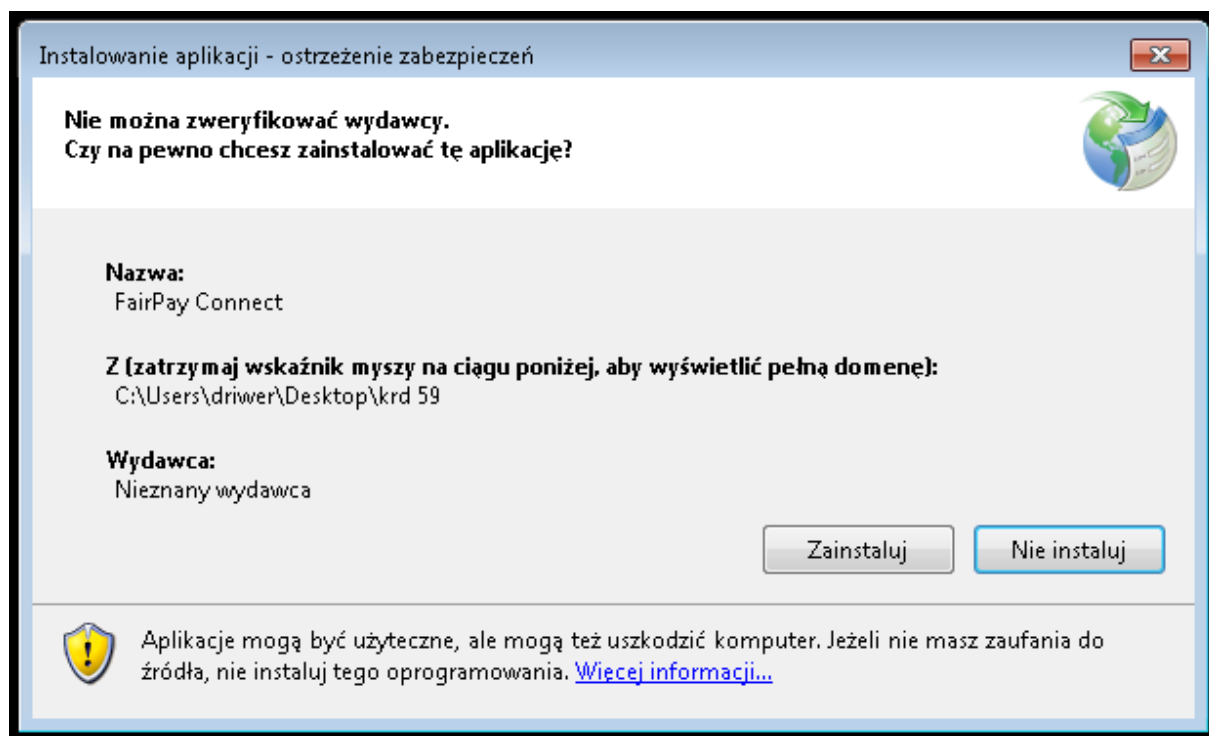 Instalowanie aplikacji - ostrzeżenie zabezpieczeń
Nie można zweryfikować wydawcy.
Czy na pewno chcesz zainstalować tę aplikację?
Nazwa:
FairPay Connect
Z (zatrzymaj wskaźnik myszy na ciągu poniżej, aby wyświetlić pełną domenę):
C:\Users\driwer\Desktop\krd 59
Wydawca:
Nieznany wydawca
Zainstaluj
Nie instaluj
Aplikacje mogą być użyteczne, ale mogą też uszkodzić komputer. Jeżeli nie masz zaufania do
źródła, nie instaluj tego oprogramowania. Więcej informacji...